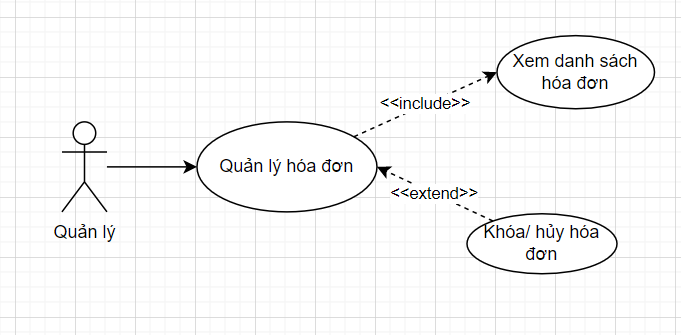 Xem danh sách
hóa đơn
<<include>>
Quản lý hóa đơn
<<extend>>
Quản lý
Khóa/ hủy hóa
đơn